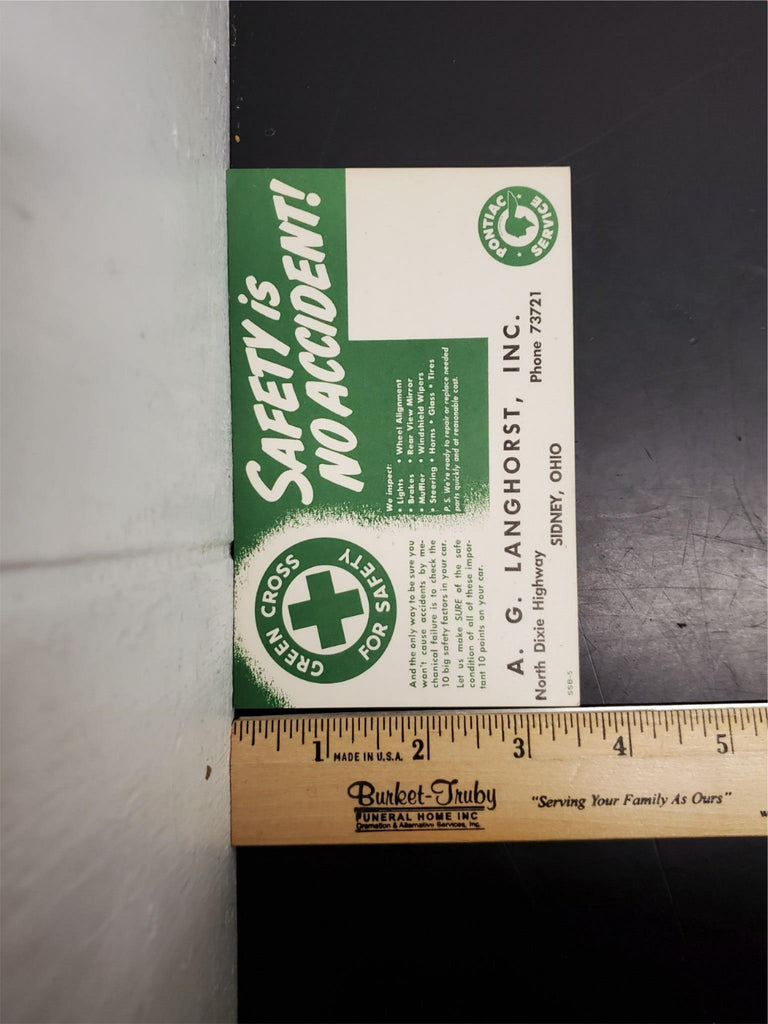 SAFETY is
NO ACCIDENT!
GREEN CROSS
FOR SAFETY
We inspect:
• Lights • Wheel Alignment
• Brakes • Rear View Mirror
• Muffler • Windshield Wipers
• Steering • Horns • Glass • Tires
P. S. We're ready to repair or replace needed
parts quickly and at reasonable cost.
And the only way to be sure you
won't cause accidents by me-
chanical failure is to check the
10 big safety factors in your car.
Let us make SURE of the safe
condition of all of these impor-
tant 10 points on your car.
PONTIAC
SERVICE
A. G. LANGHORST, INC.
North Dixie Highway Phone 73721
SIDNEY, OHIO
SSB-5
1 2 3 4 5
MADE IN U.S.A.
Burket-Truby
FUNERAL HOME INC
Cremation & Alternative Services, Inc.
"Serving Your Family As Ours"